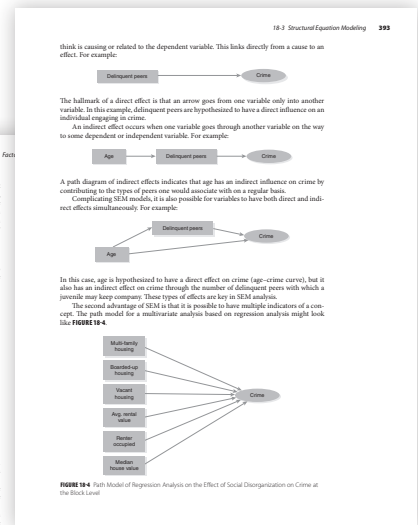 18-3 Structural Equation Modeling 393
think is causing or related to the dependent variable. This links directly from a cause to an
effect. For example:
Delinquent peers
Crime
The hallmark of a direct effect is that an arrow goes from one variable only into another
variable. In this example, delinquent peers are hypothesized to have a direct influence on an
individual engaging in crime.
An indirect effect occurs when one variable goes through another variable on the way
to some dependent or independent variable. For example:
Age
Delinquent peers
Crime
A path diagram of indirect effects indicates that age has an indirect influence on crime by
contributing to the types of peers one would associate with on a regular basis.
Complicating SEM models, it is also possible for variables to have both direct and indi-
rect effects simultaneously. For example:
Delinquent peers
Crime
Age
In this case, age is hypothesized to have a direct effect on crime (age–crime curve), but it
also has an indirect effect on crime through the number of delinquent peers with which a
juvenile may keep company. These types of effects are key in SEM analysis.
The second advantage of SEM is that it is possible to have multiple indicators of a con-
cept. The path model for a multivariate analysis based on regression analysis might look
like FIGURE 18-4.
Multi-family
housing
Boarded-up
housing
Vacant
housing
Avg. rental
value
Renter
occupied
Median
house value
Crime
FIGURE 18-4 Path Model of Regression Analysis on the Effect of Social Disorganization on Crime at
the Block Level